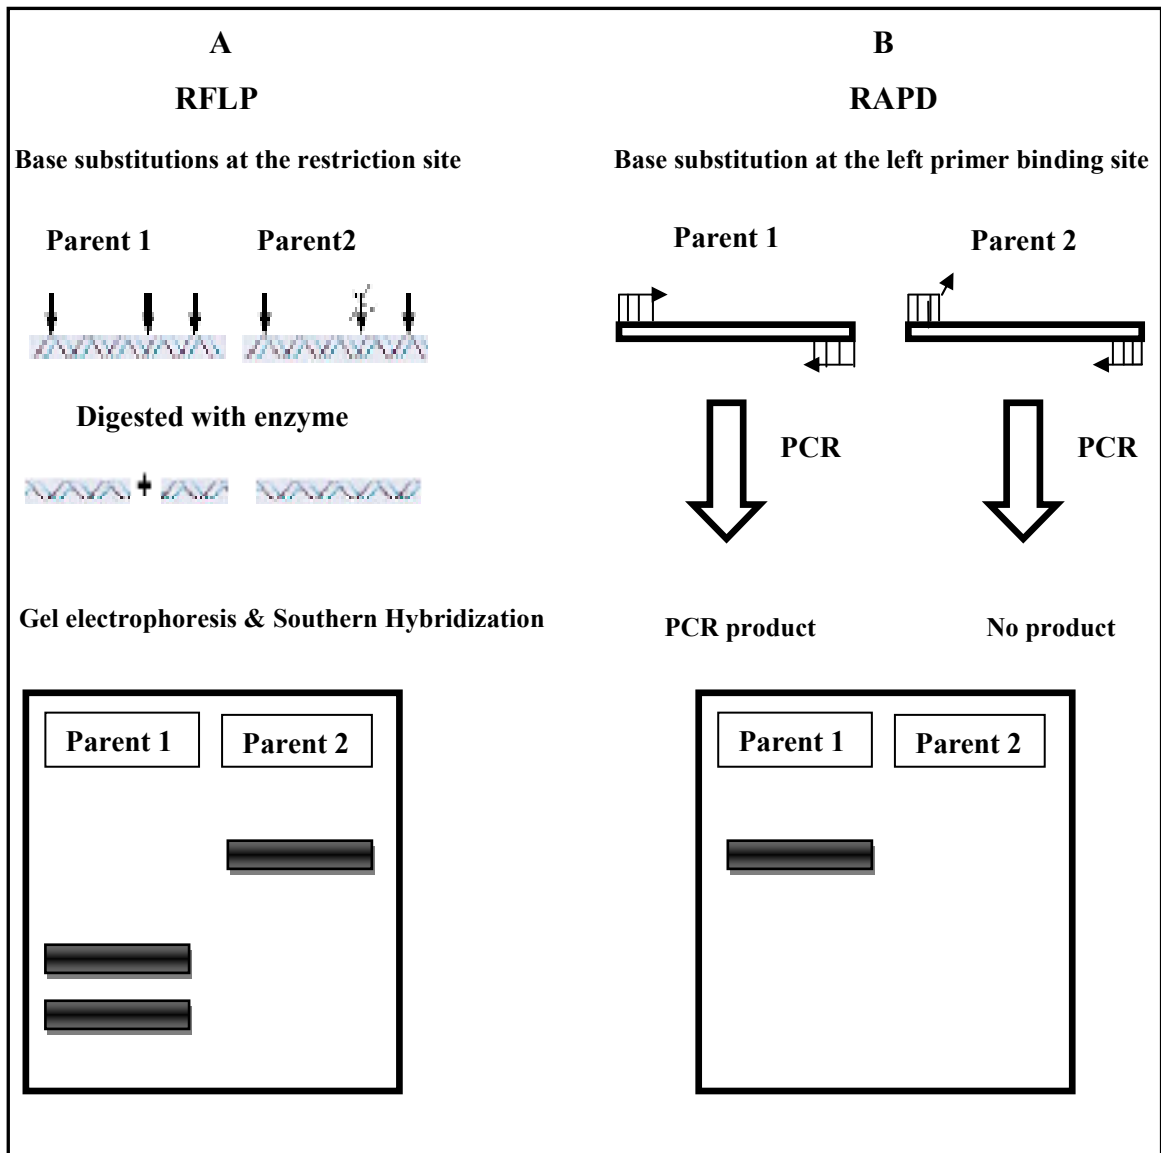 A
RFLP
Base substitutions at the restriction site
Parent 1 Parent2
Digested with enzyme
+
Gel electrophoresis & Southern Hybridization
Parent 1 Parent 2
B
RAPD
Base substitution at the left primer binding site
Parent 1 Parent 2
PCR PCR
PCR product No product
Parent 1 Parent 2